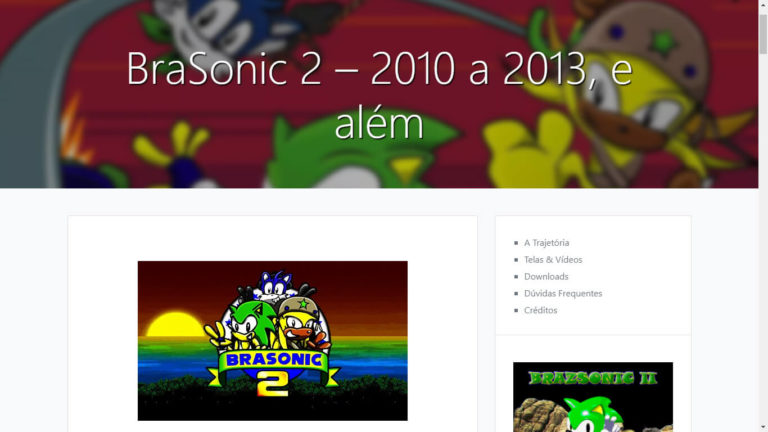 BraSonic 2 – 2010 a 2013, e
além
A Trajetória
Telas & Vídeos
Downloads
Dúvidas Frequentes
Créditos
BRASONIC
2
BRAZSONIC II